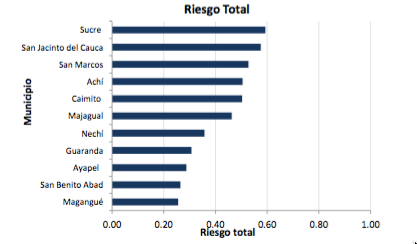 Riesgo Total
Municipio
Sucre
San Jacinto del Cauca
San Marcos
Achí
Caimito
Majagual
Nechí
Guaranda
Ayapel
San Benito Abad
Magangué
0.00 0.20 0.40 0.60 0.80 1.00
Riesgo total